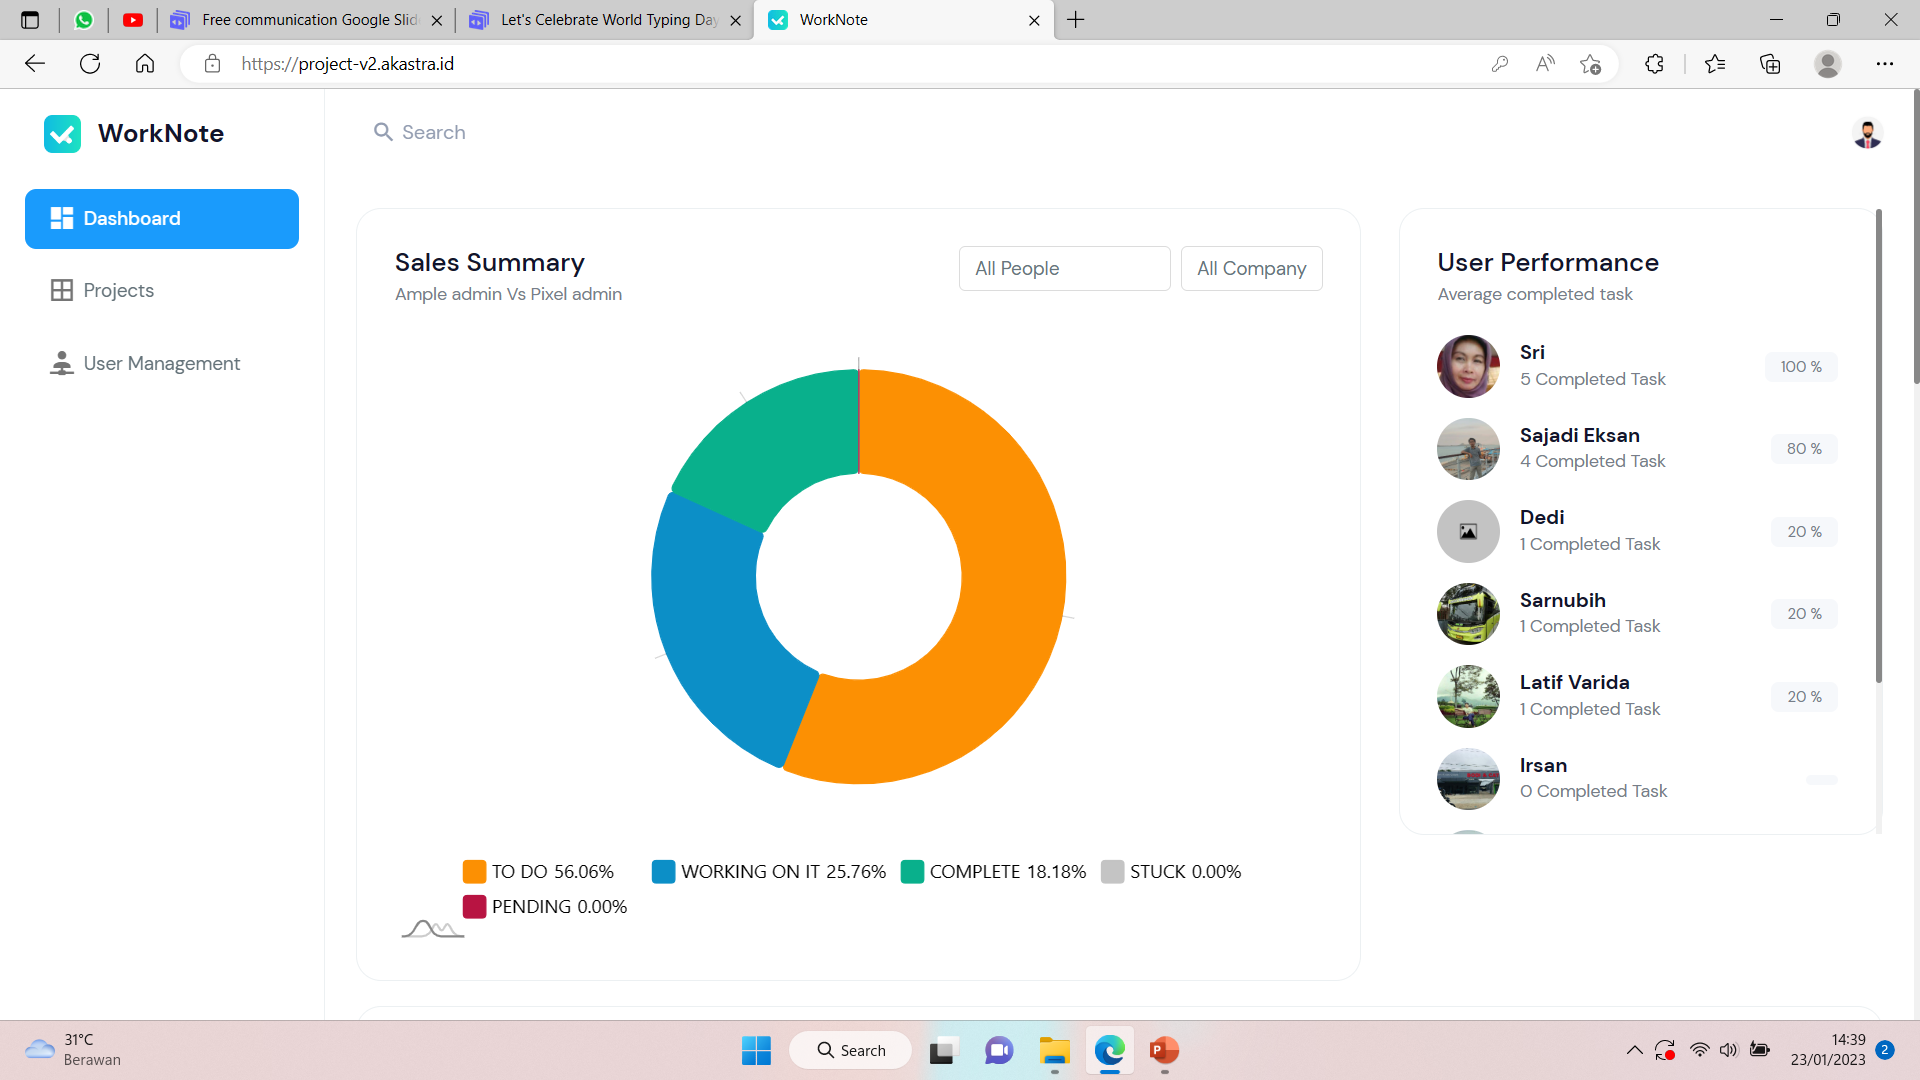 Free communication Google Slid
Let's Celebrate World Typing Day
WorkNote
https://project-v2.akastra.id
WorkNote
Search
Dashboard
Projects
User Management
Sales Summary
Ample admin Vs Pixel admin
All People
All Company
TO DO 56.06%
WORKING ON IT 25.76%
COMPLETE 18.18%
STUCK 0.00%
PENDING 0.00%
User Performance
Average completed task
Sri
5 Completed Task
100 %
Sajadi Eksan
4 Completed Task
80 %
Dedi
1 Completed Task
20 %
Sarnubih
1 Completed Task
20 %
Latif Varida
1 Completed Task
20 %
Irsan
0 Completed Task
31°C
Berawan
Search
14:39
23/01/2023
2